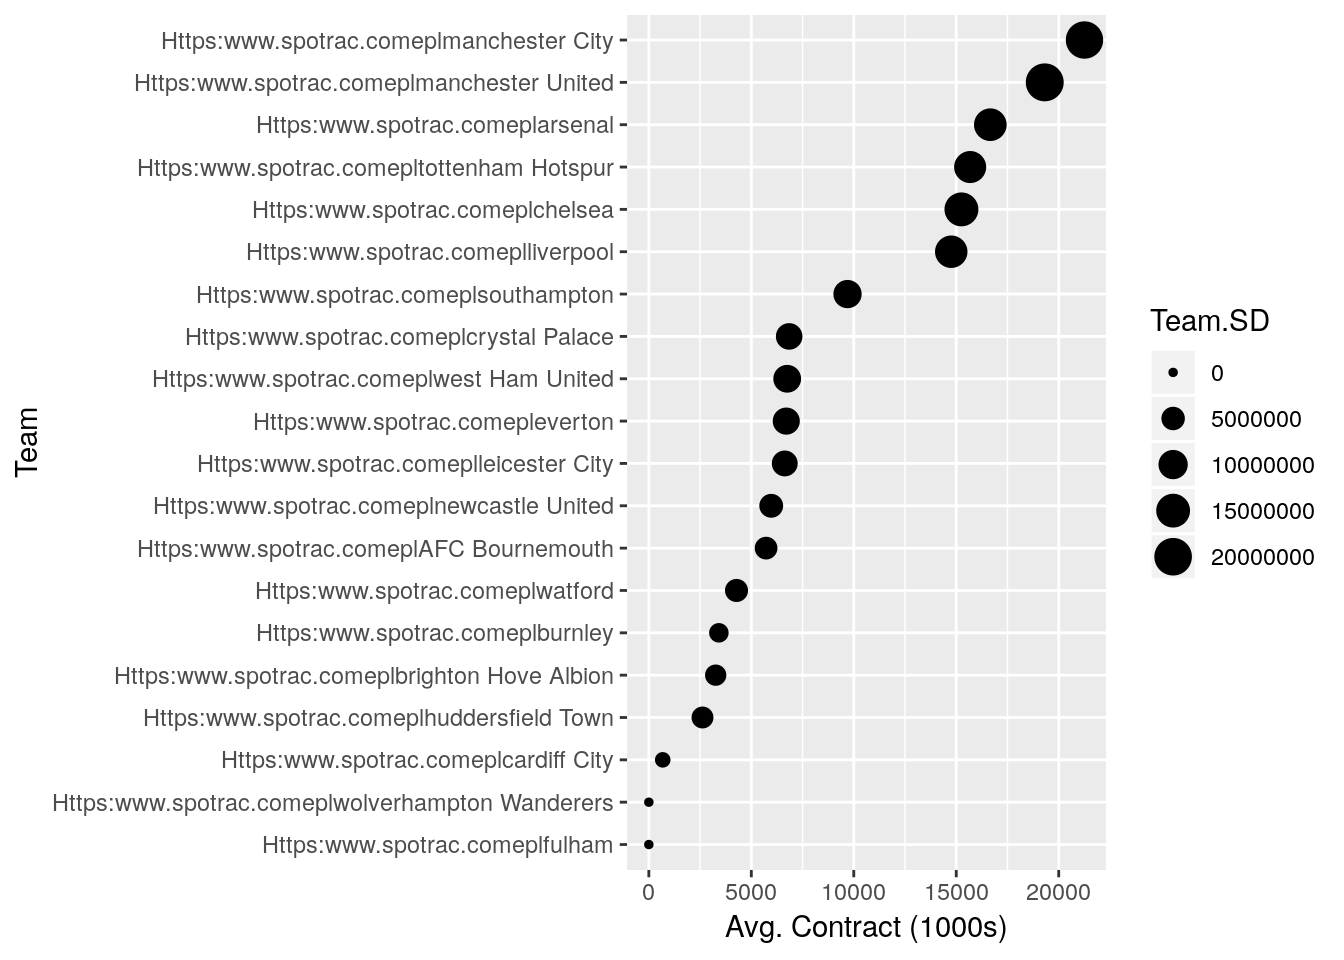 Https:www.spotrac.comeplmanchester City
Https:www.spotrac.comeplmanchester United
Https:www.spotrac.comeplarsenal
Https:www.spotrac.comepltottenham Hotspur
Https:www.spotrac.comeplchelsea
Https:www.spotrac.comeplliverpool
Https:www.spotrac.comeplsouthampton
Https:www.spotrac.comeplcrystal Palace
Https:www.spotrac.comeplwest Ham United
Https:www.spotrac.comepleverton
Https:www.spotrac.comeplleicester City
Https:www.spotrac.comeplnewcastle United
Https:www.spotrac.comeplAFC Bournemouth
Https:www.spotrac.comeplwatford
Https:www.spotrac.comeplburnley
Https:www.spotrac.comeplbrighton Hove Albion
Https:www.spotrac.comeplhuddersfield Town
Https:www.spotrac.comeplcardiff City
Https:www.spotrac.comeplwolverhampton Wanderers
Https:www.spotrac.comeplfulham
Team
0 5000 10000 15000 20000
Avg. Contract (1000s)
Team.SD
0
5000000
10000000
15000000
20000000